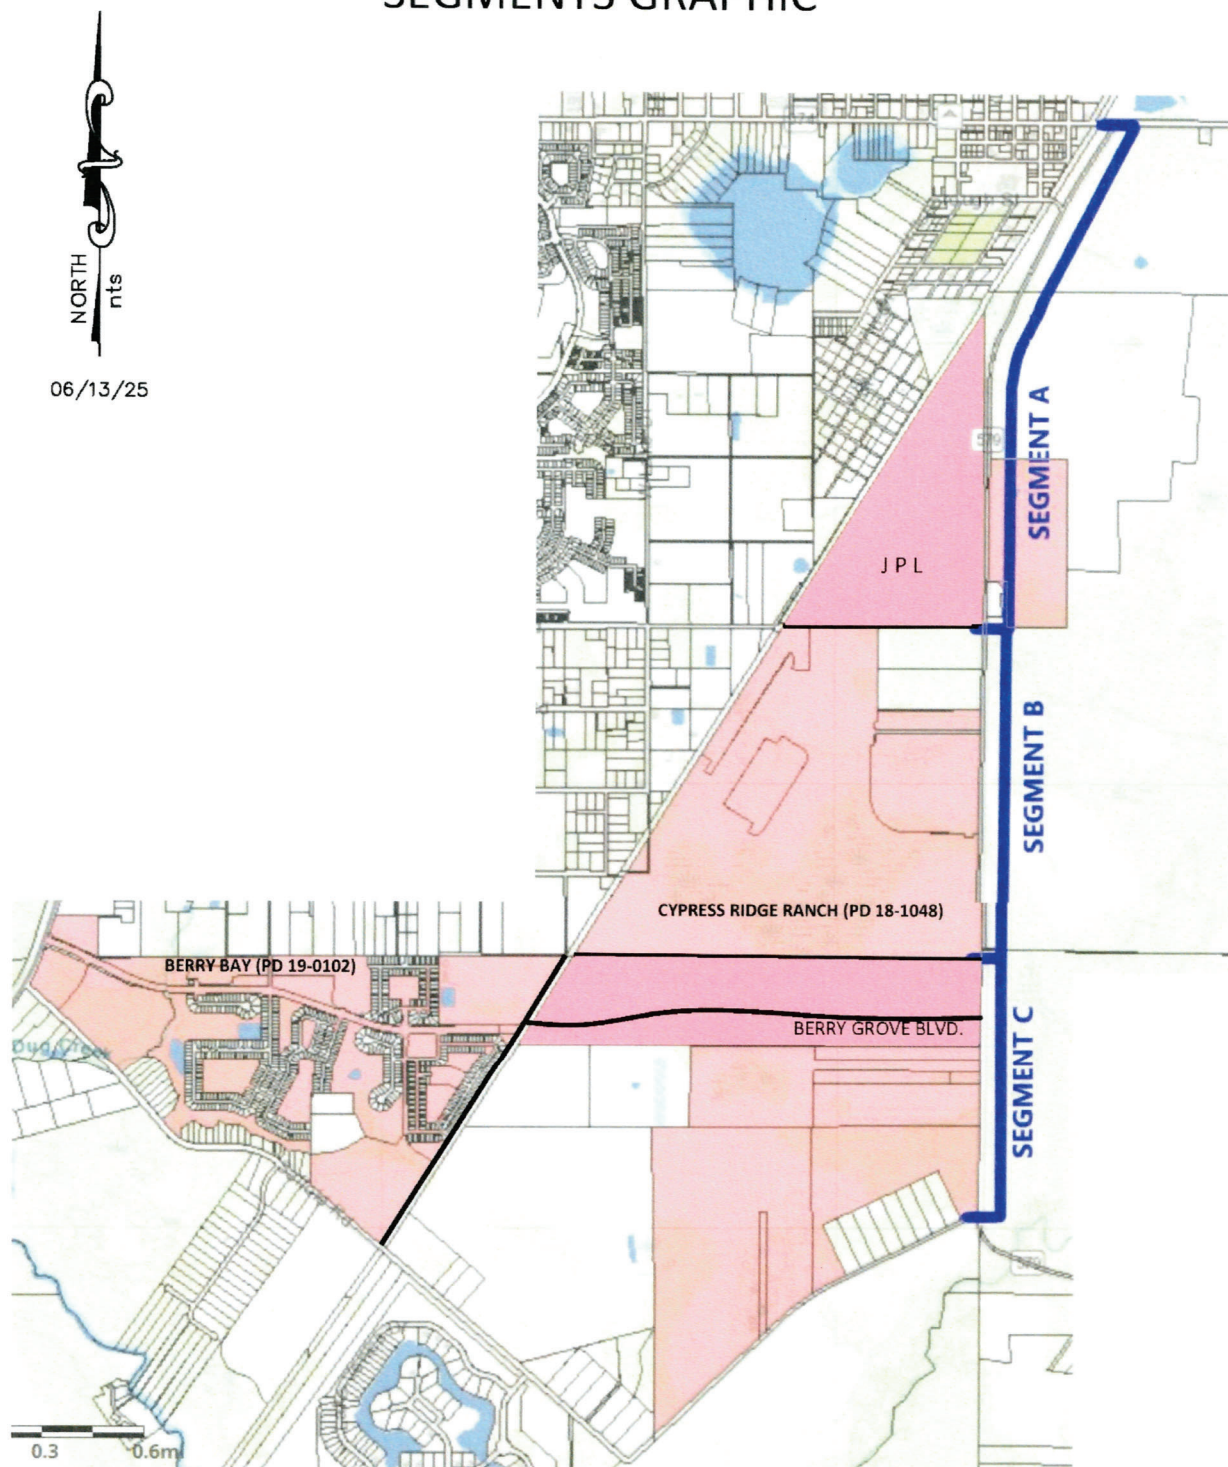 SEGMENTS GRAPHIC
NORTH
nts
06/13/25
574
579
SEGMENT A
J P L
SEGMENT B
CYPRESS RIDGE RANCH (PD 18-1048)
BERRY BAY (PD 19-0102)
BERRY GROVE BLVD.
SEGMENT C
0.3
0.6mi